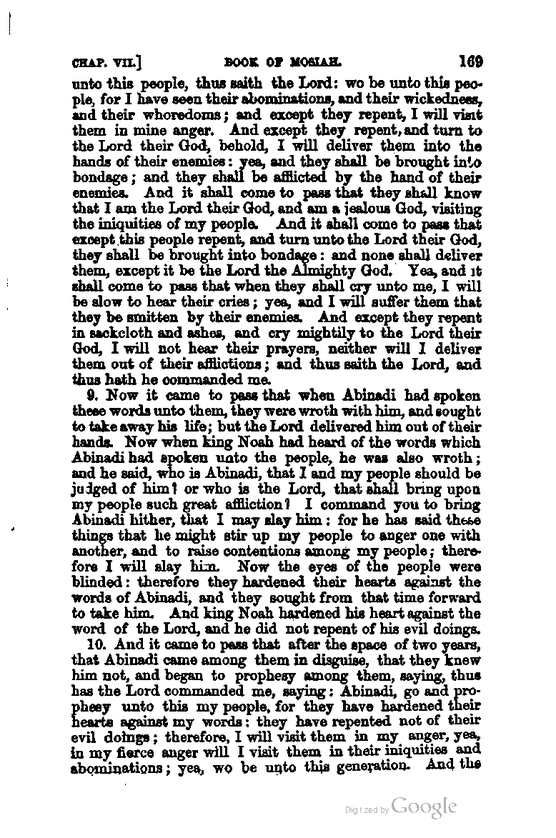 CHAP. VII.] BOOK OF MOSIAH. 169
unto this people, thus saith the Lord: wo be unto this peo-
ple, for I have seen their abominations, and their wickedness,
and their whoredoms; and except they repent, I will visit
them in mine anger. And except they repent, and turn to
the Lord their God, behold, I will deliver them into the
hands of their enemies: yea, and they shall be brought into
bondage; and they shall be afflicted by the hand of their
enemies. And it shall come to pass that they shall know
that I am the Lord their God, and am a jealous God, visiting
the iniquities of my people. And it shall come to pass that
except this people repent, and turn unto the Lord their God,
they shall be brought into bondage: and none shall deliver
them, except it be the Lord the Almighty God. Yea, and it
shall come to pass that when they shall cry unto me, I will
be slow to hear their cries; yea, and I will suffer them that
they be smitten by their enemies. And except they repent
in sackcloth and ashes, and cry mightily to the Lord their
God, I will not hear their prayers, neither will I deliver
them out of their afflictions; and thus saith the Lord, and
thus hath he commanded me.
9. Now it came to pass that when Abinadi had spoken
these words unto them, they were wroth with him, and sought
to take away his life; but the Lord delivered him out of their
hands. Now when king Noah had heard of the words which
Abinadi had spoken unto the people, he was also wroth;
and he said, who is Abinadi, that I and my people should be
judged of him? or who is the Lord, that shall bring upon
my people such great affliction? I command you to bring
Abinadi hither, that I may slay him: for he has said these
things that he might stir up my people to anger one with
another, and to raise contentions among my people; there-
fore I will slay him. Now the eyes of the people were
blinded: therefore they hardened their hearts against the
words of Abinadi, and they sought from that time forward
to take him. And king Noah hardened his heart against the
word of the Lord, and he did not repent of his evil doings.
10. And it came to pass that after the space of two years,
that Abinadi came among them in disguise, that they knew
him not, and began to prophesy among them, saying, thus
has the Lord commanded me, saying: Abinadi, go and pro-
phesy unto this my people, for they have hardened their
hearts against my words: they have repented not of their
evil doings; therefore, I will visit them in my anger, yea,
in my fierce anger will I visit them in their iniquities and
abominations; yea, wo be unto this generation. And the
Digitized by Google